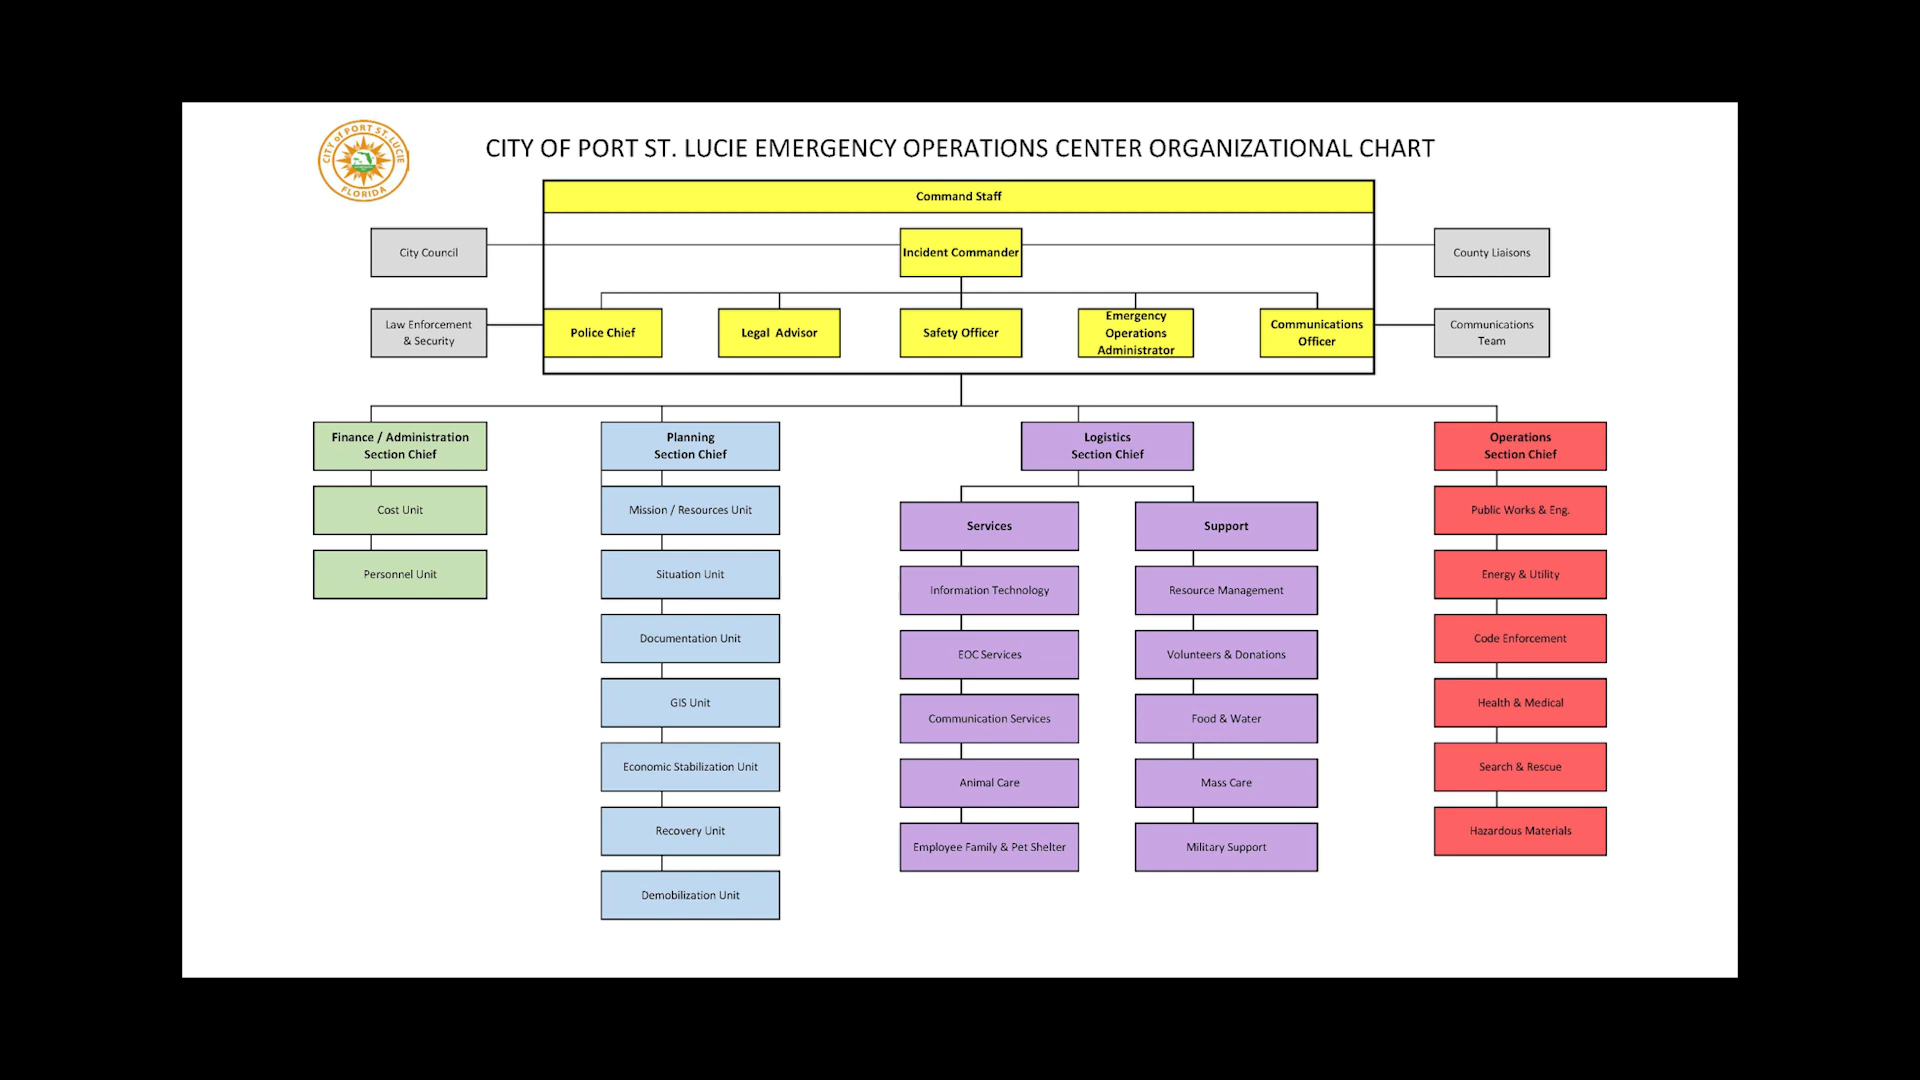 CITY OF PORT ST. LUCIE
FLORIDA
CITY OF PORT ST. LUCIE EMERGENCY OPERATIONS CENTER ORGANIZATIONAL CHART
Command Staff
City Council
Incident Commander
County Liaisons
Law Enforcement
& Security
Police Chief
Legal Advisor
Safety Officer
Emergency
Operations
Administrator
Communications
Officer
Communications
Team
Finance / Administration
Section Chief
Cost Unit
Personnel Unit
Planning
Section Chief
Mission / Resources Unit
Situation Unit
Documentation Unit
GIS Unit
Economic Stabilization Unit
Recovery Unit
Demobilization Unit
Logistics
Section Chief
Services
Information Technology
EOC Services
Communication Services
Animal Care
Employee Family & Pet Shelter
Support
Resource Management
Volunteers & Donations
Food & Water
Mass Care
Military Support
Operations
Section Chief
Public Works & Eng.
Energy & Utility
Code Enforcement
Health & Medical
Search & Rescue
Hazardous Materials